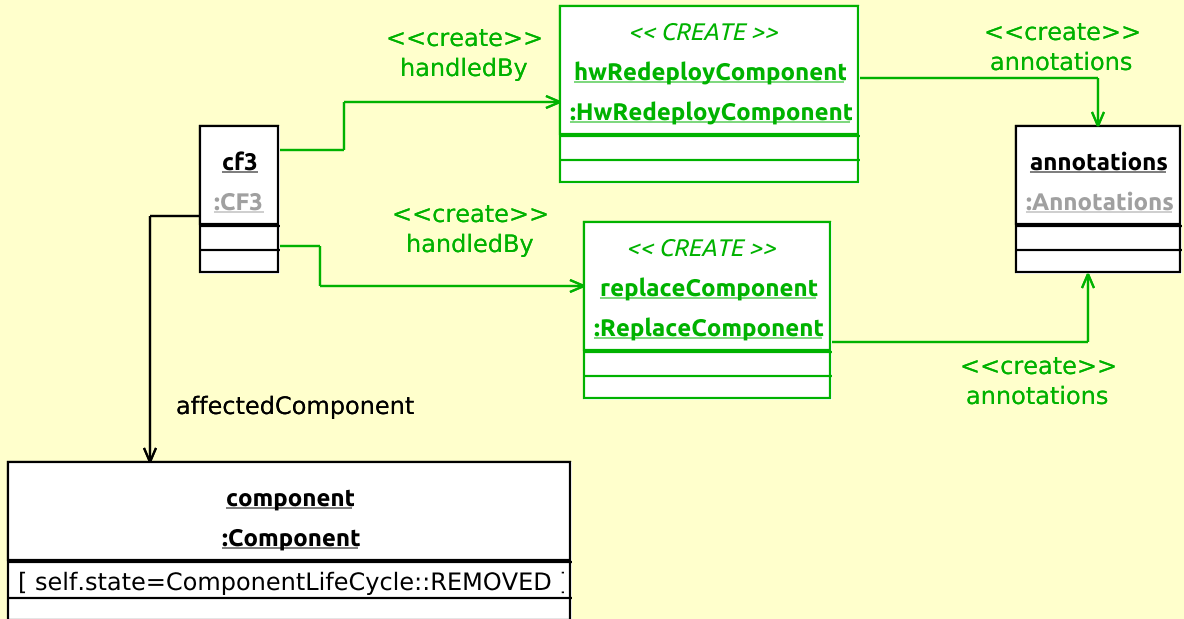 <<create>>
handledBy
<< CREATE >>
hwRedeployComponent
:HwRedeployComponent
<<create>>
annotations
cf3
:CF3
annotations
:Annotations
<<create>>
handledBy
<< CREATE >>
replaceComponent
:ReplaceComponent
<<create>>
annotations
affectedComponent
component
:Component
[ self.state=ComponentLifeCycle::REMOVED ]